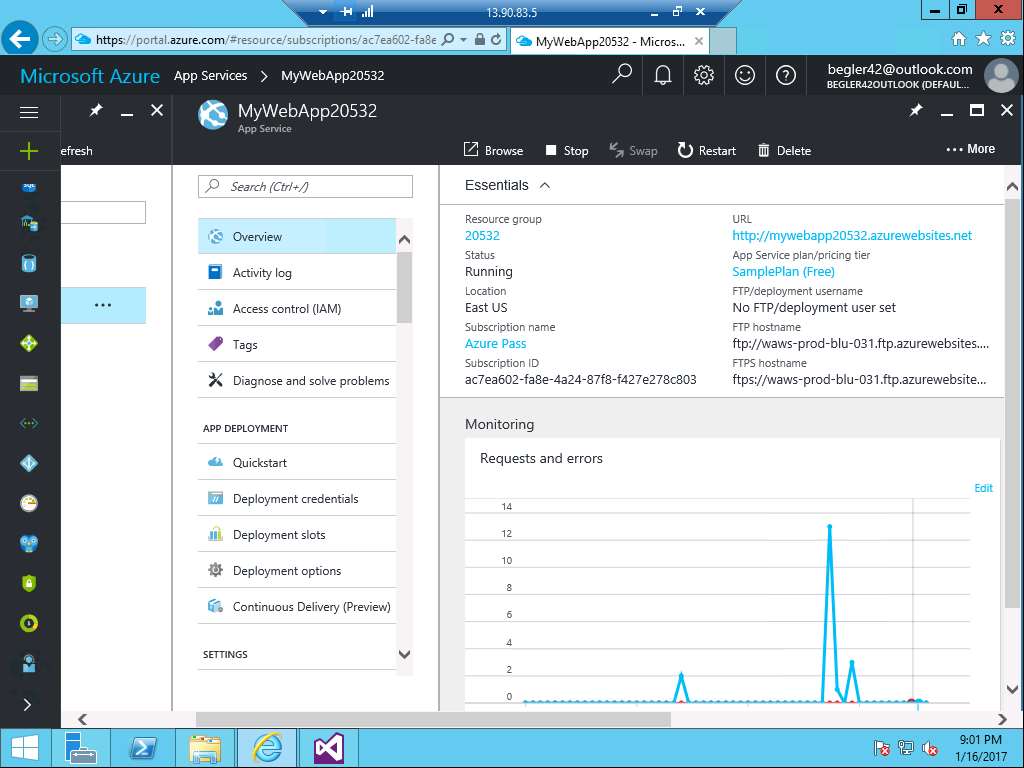 13.90.83.5
https://portal.azure.com/#resource/subscriptions/ac7ea602-fa8e
MyWebApp20532 - Micros...
Microsoft Azure App Services > MyWebApp20532
begler42@outlook.com
BEGLER42OUTLOOK (DEFAUL...
MyWebApp20532
App Service
efresh
Browse Stop Swap Restart Delete ... More
Search (Ctrl+/)
Overview
Activity log
Access control (IAM)
Tags
Diagnose and solve problems
APP DEPLOYMENT
Quickstart
Deployment credentials
Deployment slots
Deployment options
Continuous Delivery (Preview)
SETTINGS
Essentials
Resource group
20532
Status
Running
Location
East US
Subscription name
Azure Pass
Subscription ID
ac7ea602-fa8e-4a24-87f8-f427e278c803
URL
http://mywebapp20532.azurewebsites.net
App Service plan/pricing tier
SamplePlan (Free)
FTP/deployment username
No FTP/deployment user set
FTP hostname
ftp://waws-prod-blu-031.ftp.azurewebsites....
FTPS hostname
ftps://waws-prod-blu-031.ftp.azurewebsite...
Monitoring
Requests and errors
Edit
14
12
10
8
6
4
2
0
9:01 PM
1/16/2017